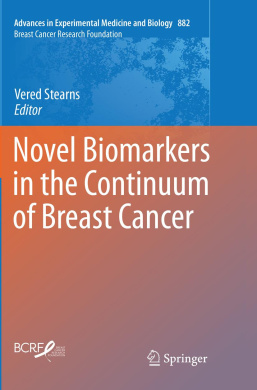 Advances in Experimental Medicine and Biology 882
Breast Cancer Research Foundation
Vered Stearns
Editor
Novel Biomarkers
in the Continuum
of Breast Cancer
BCRF
Springer